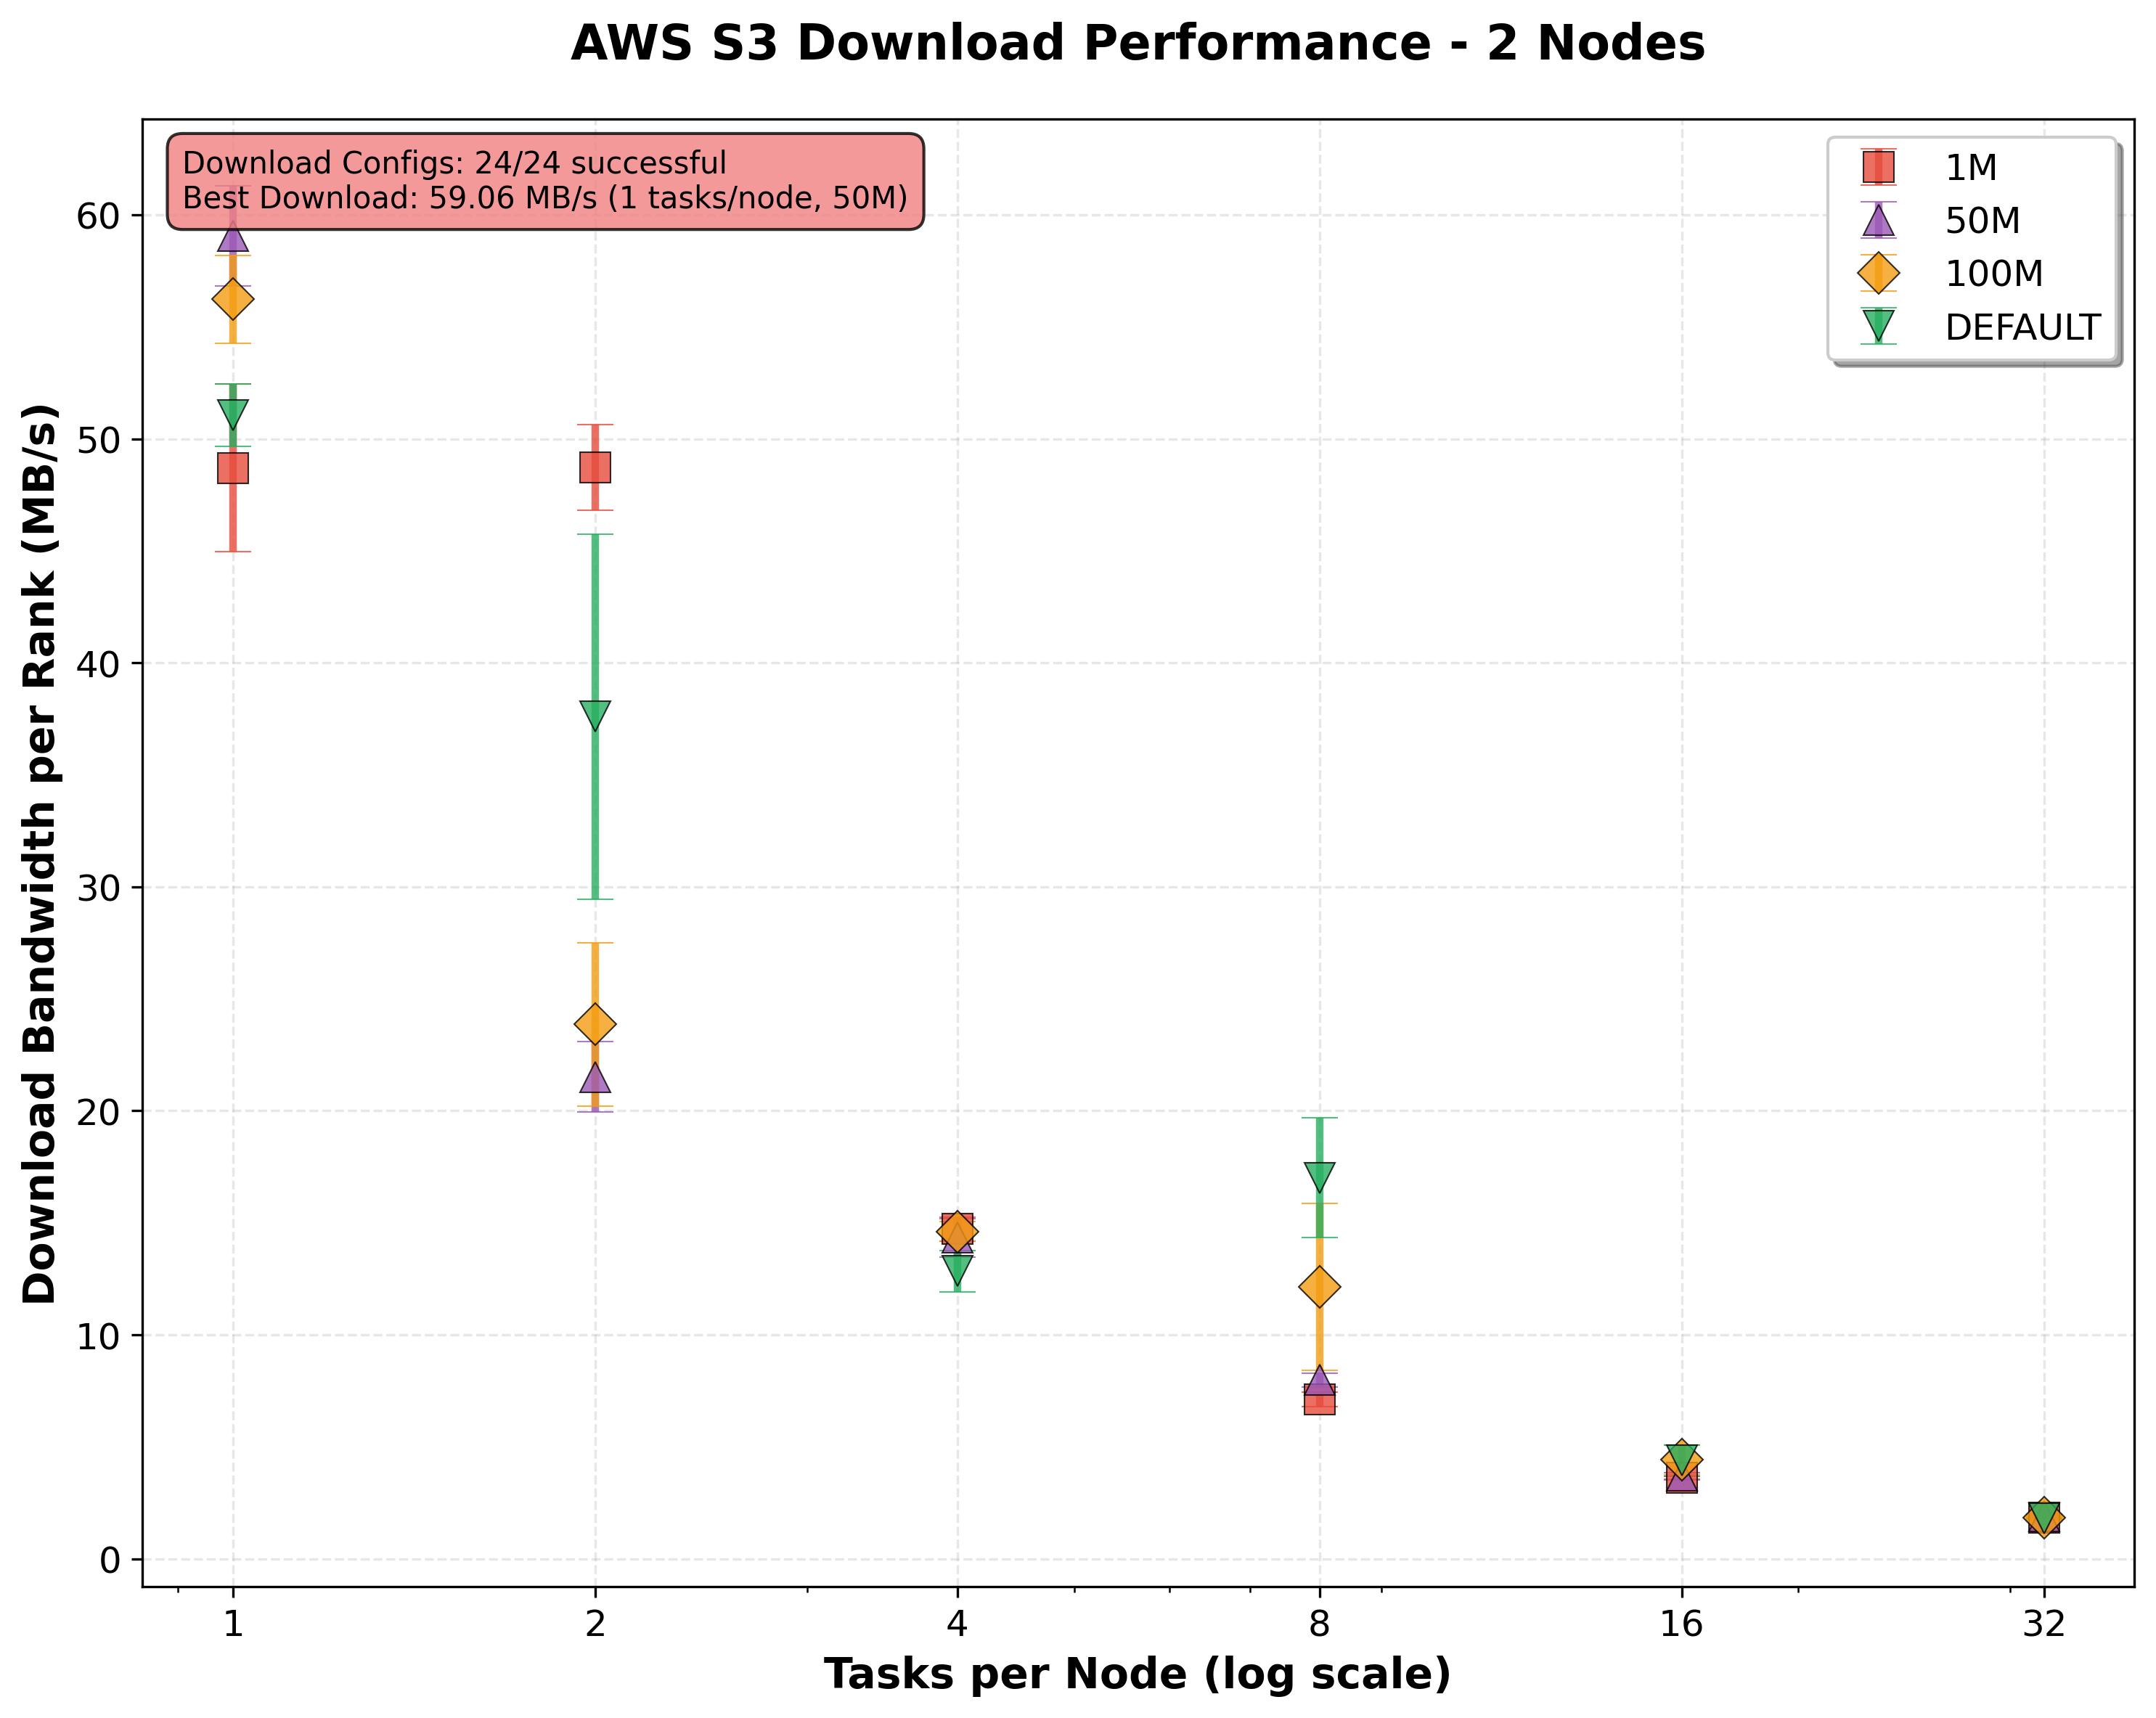 AWS S3 Download Performance - 2 Nodes
Download Configs: 24/24 successful
Best Download: 59.06 MB/s (1 tasks/node, 50M)
1M
50M
100M
DEFAULT
Download Bandwidth per Rank (MB/s)
60
50
40
30
20
10
0
1 2 4 8 16 32
Tasks per Node (log scale)